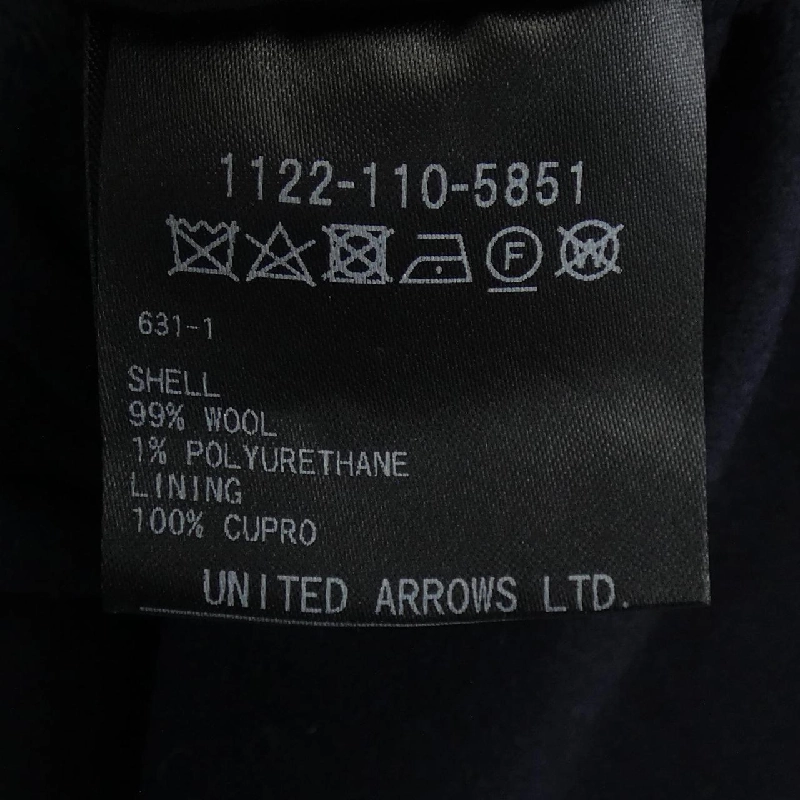 1122-110-5851
F W
631-1
SHELL
99% WOOL
1% POLYURETHANE
LINING
100% CUPRO
UNITED ARROWS LTD.